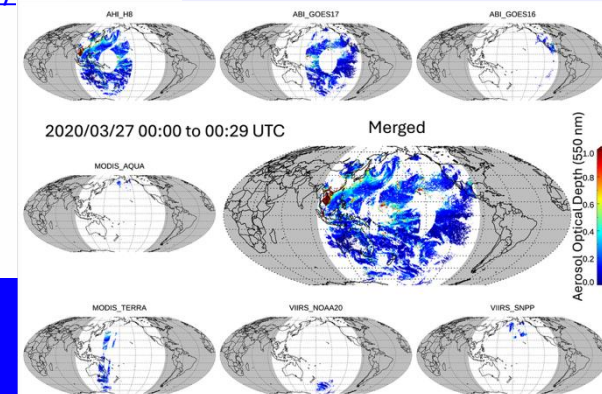 AHI_H8
ABI_GOES17
ABI_GOES16
2020/03/27 00:00 to 00:29 UTC
Merged
MODIS_AQUA
Aerosol Optical Depth (550 nm)
1.0
0.8
0.6
0.4
0.2
0.0
MODIS_TERRA
VIIRS_NOAA20
VIIRS_SNPP